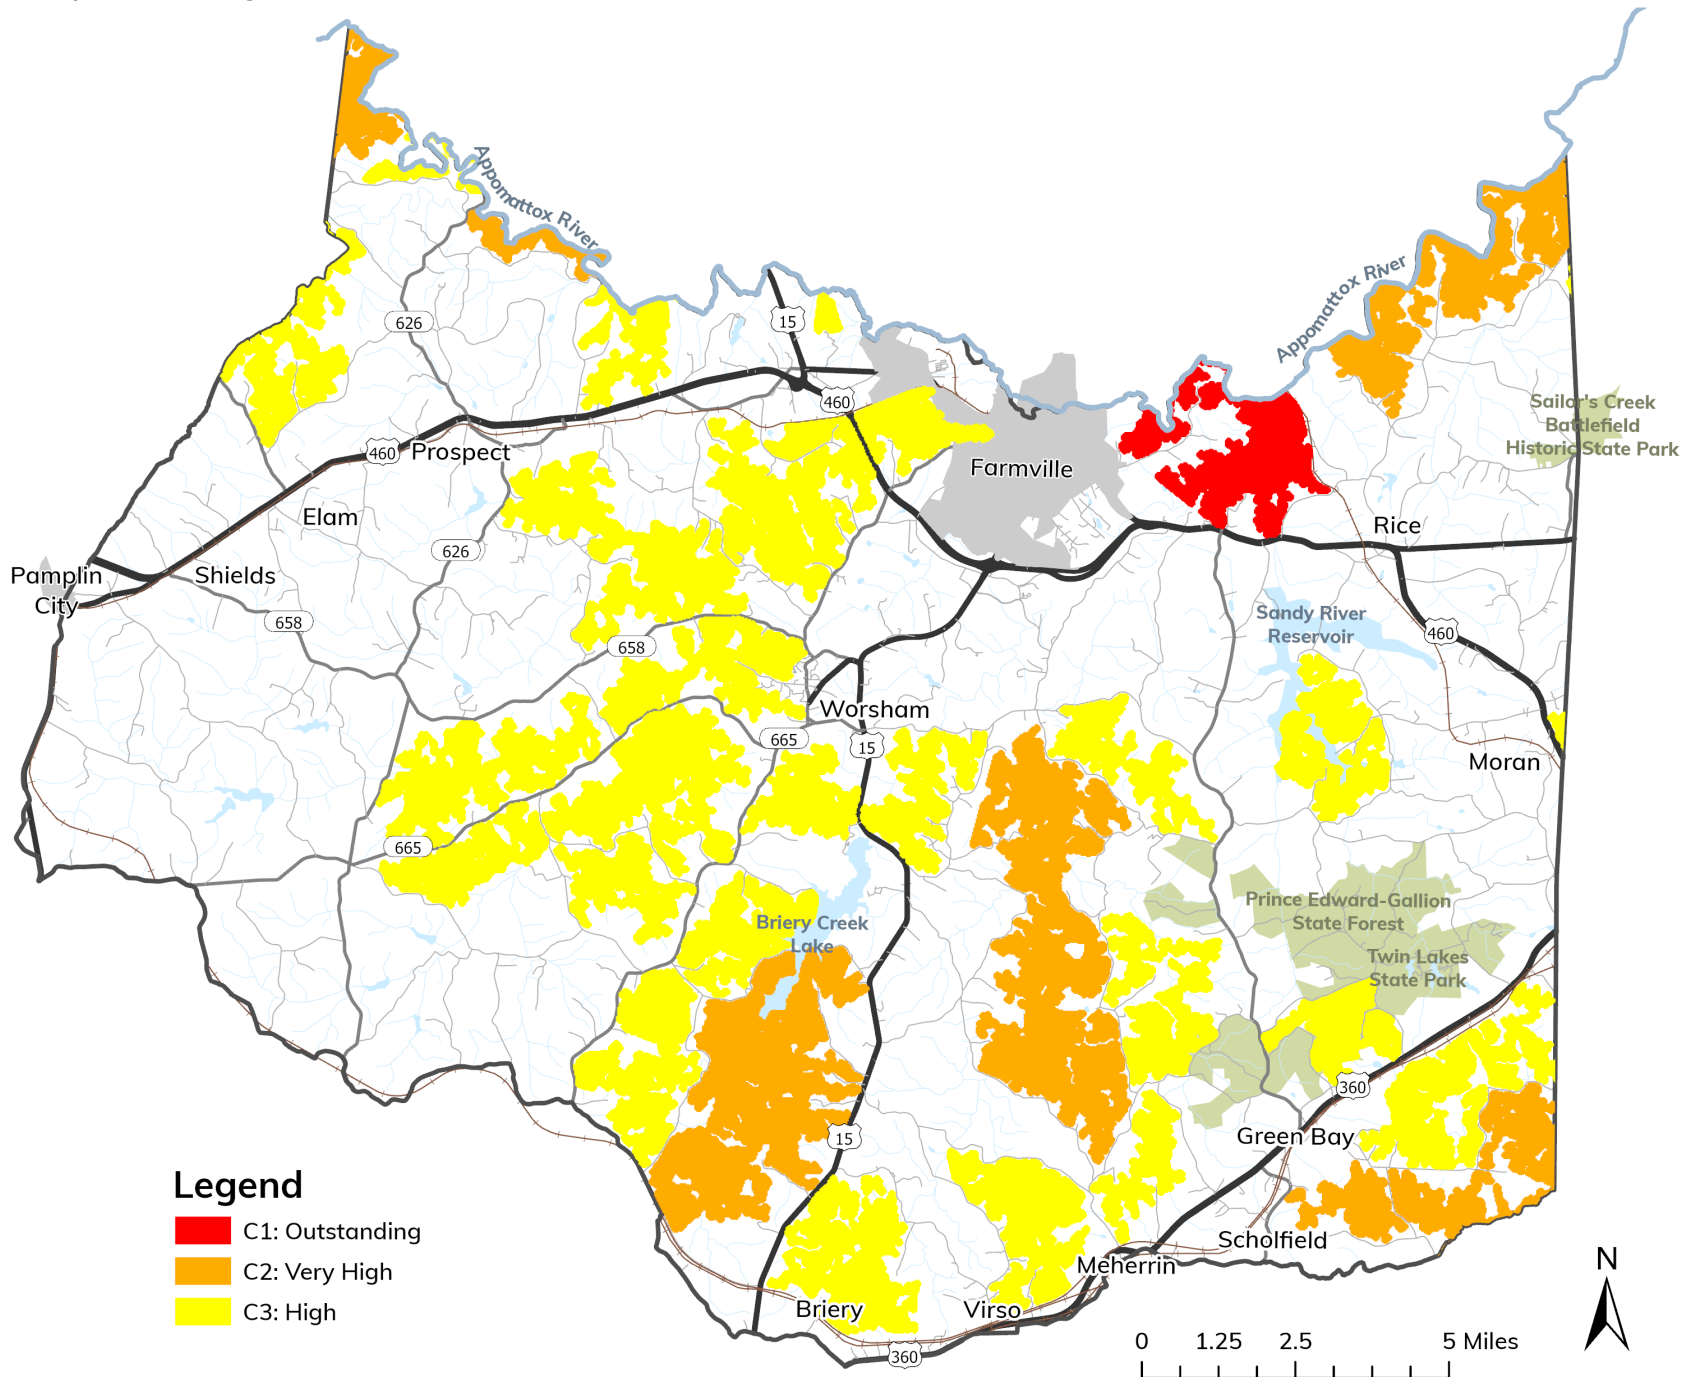 Appomattox River
Appomattox River
626
15
460
Sailor's Creek
Battlefield
Historic State Park
460
Prospect
Farmville
Elam
Rice
626
Pamplin
City
Shields
658
Sandy River
Reservoir
460
658
Worsham
665
15
Moran
665
Prince Edward-Gallion
State Forest
Briery Creek
Lake
Twin Lakes
State Park
360
15
Green Bay
Legend
C1: Outstanding
C2: Very High
C3: High
Scholfield
Meherrin
Briery
Virso
360
N
0 1.25 2.5 5 Miles